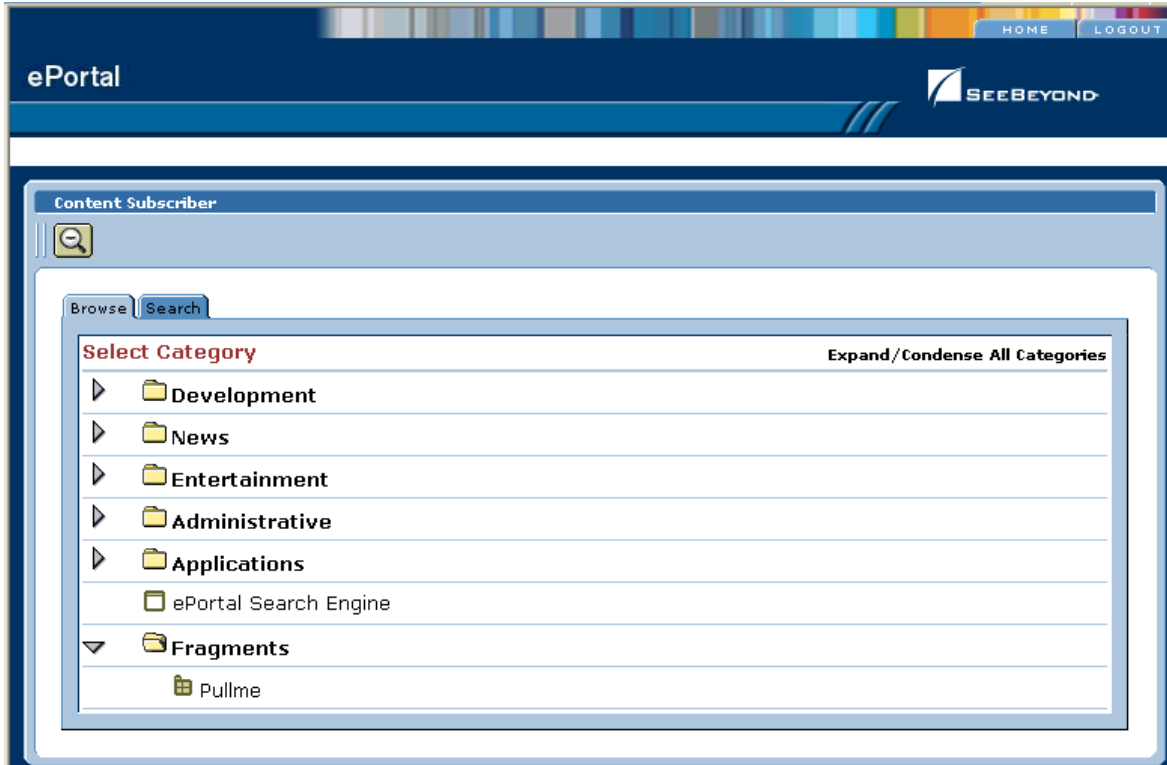 HOME LOGOUT
ePortal
SEEBEYOND
Content Subscriber
Browse Search
Select Category Expand/Condense All Categories
Development
News
Entertainment
Administrative
Applications
ePortal Search Engine
Fragments
Pullme